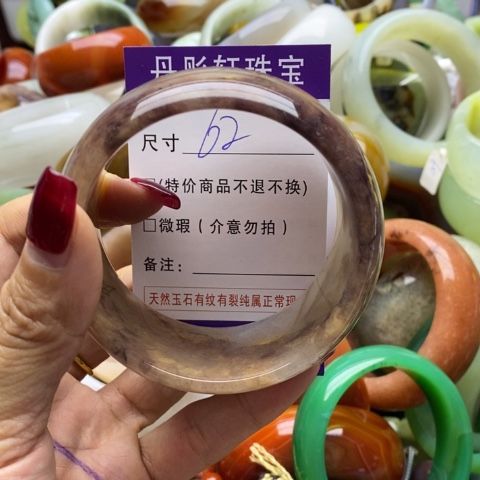 丹彤轩珠宝
尺寸 62
(特价商品不退不换)
微瑕（介意勿拍）
备注：
天然玉石有纹有裂纯属正常现